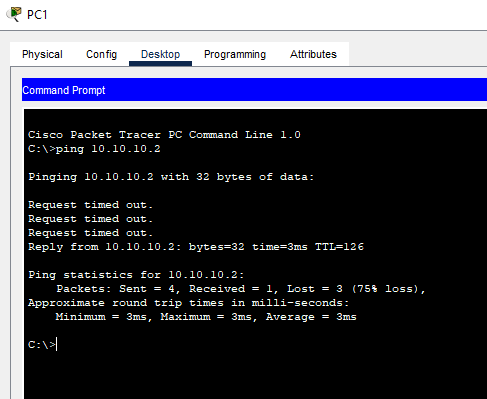 PC1
Physical Config Desktop Programming Attributes
Command Prompt
Cisco Packet Tracer PC Command Line 1.0
C:\>ping 10.10.10.2
Pinging 10.10.10.2 with 32 bytes of data:
Request timed out.
Request timed out.
Request timed out.
Reply from 10.10.10.2: bytes=32 time=3ms TTL=126
Ping statistics for 10.10.10.2:
Packets: Sent = 4, Received = 1, Lost = 3 (75% loss),
Approximate round trip times in milli-seconds:
Minimum = 3ms, Maximum = 3ms, Average = 3ms
C:\>